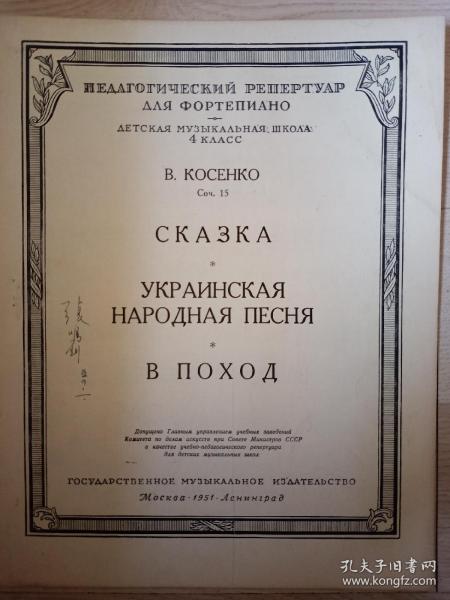 ПЕДАГОГИЧЕСКИЙ РЕПЕРТУАР
ДЛЯ ФОРТЕПИАНО
ДЕТСКАЯ МУЗЫКАЛЬНАЯ ШКОЛА
4 КЛАСС
В. КОСЕНКО
Соч. 15
СКАЗКА
*
УКРАИНСКАЯ
НАРОДНАЯ ПЕСНЯ
*
В ПОХОД
Допущено Главным управлением учебных заведений
Комитета по делам искусств при Совете Министров СССР
в качестве учебно-педагогического репертуара
для детских музыкальных школ
ГОСУДАРСТВЕННОЕ МУЗЫКАЛЬНОЕ ИЗДАТЕЛЬСТВО
Москва · 1951 · Ленинград
孔夫子旧书网
www.kongfz.com